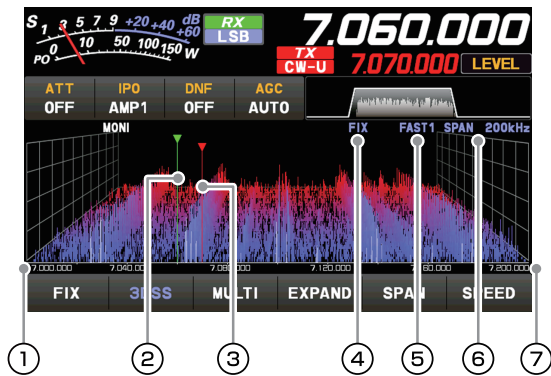 S 1 3 5 7 9 +20 +40 +60 dB
PO 0 10 50 100 150 W
RX
LSB
7.060.000
TX
CW-U
7.070.000
LEVEL
ATT IPO DNF AGC
OFF AMP1 OFF AUTO
MONI
FIX FAST1 SPAN 200kHz
7.000.000 7.040.000 7.080.000 7.120.000 7.160.000 7.200.000
FIX 3DSS MULTI EXPAND SPAN SPEED
1 2 3 4 5 6 7